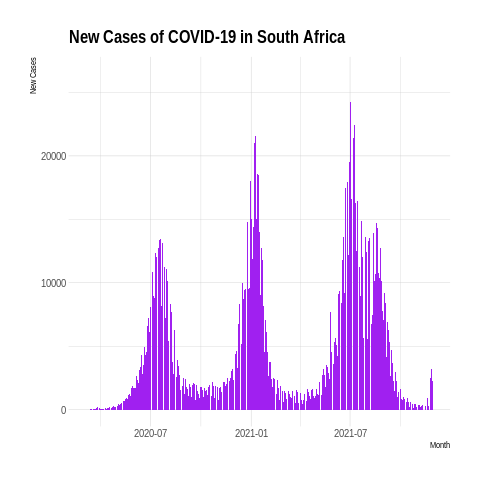 New Cases of COVID-19 in South Africa
New Cases
20000
10000
0
2020-07
2021-01
2021-07
Month